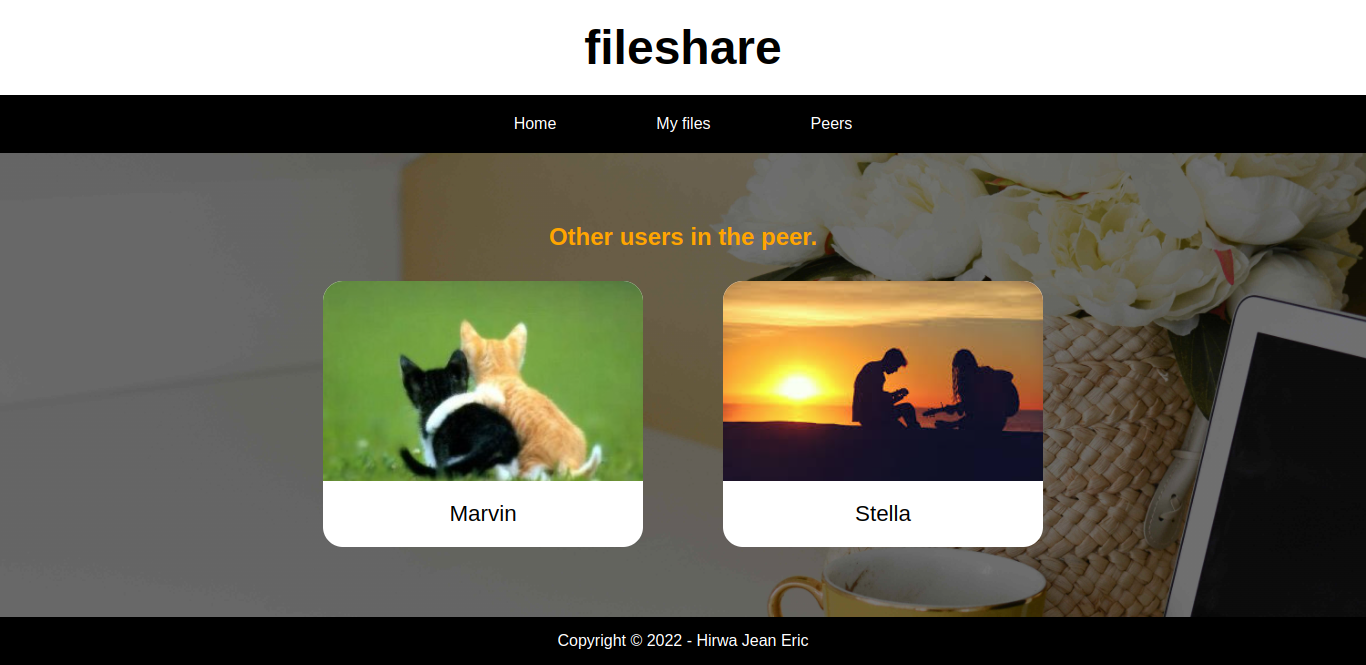 fileshare
Home My files Peers
Other users in the peer.
Marvin Stella
Copyright © 2022 - Hirwa Jean Eric